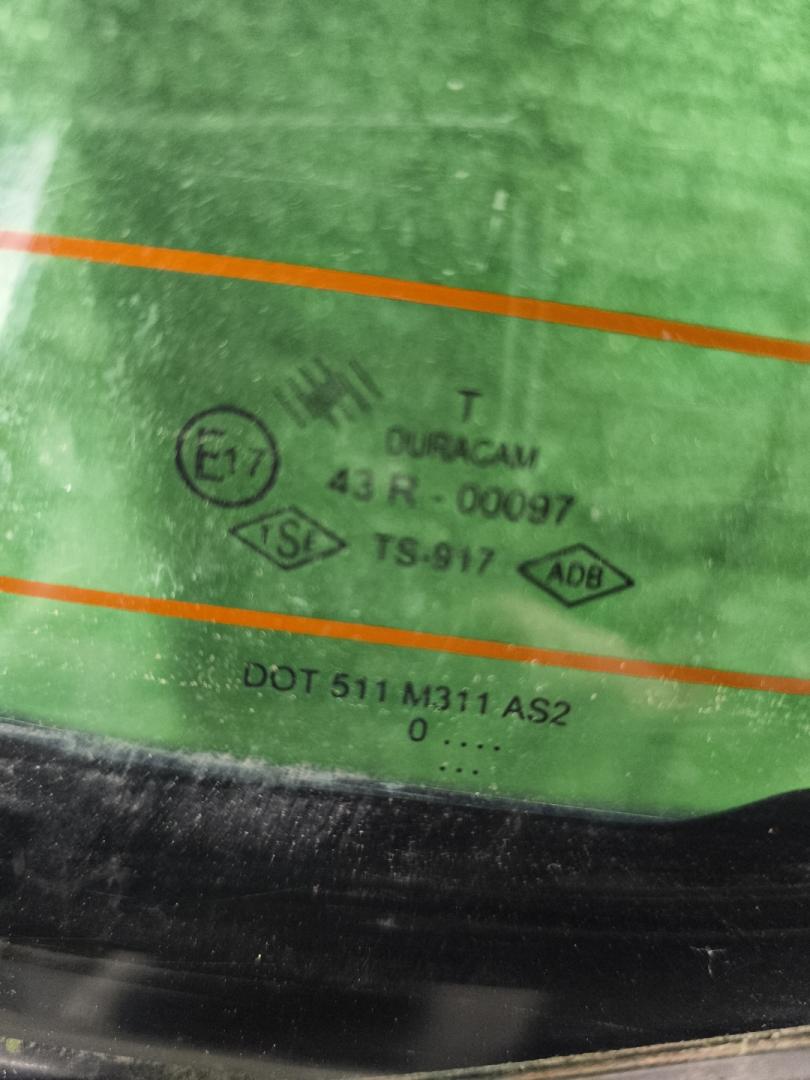 T
DURACAM
E17 43 R - 00097
TSE TS-917 ADB
DOT 511 M311 AS2
0 ....
...